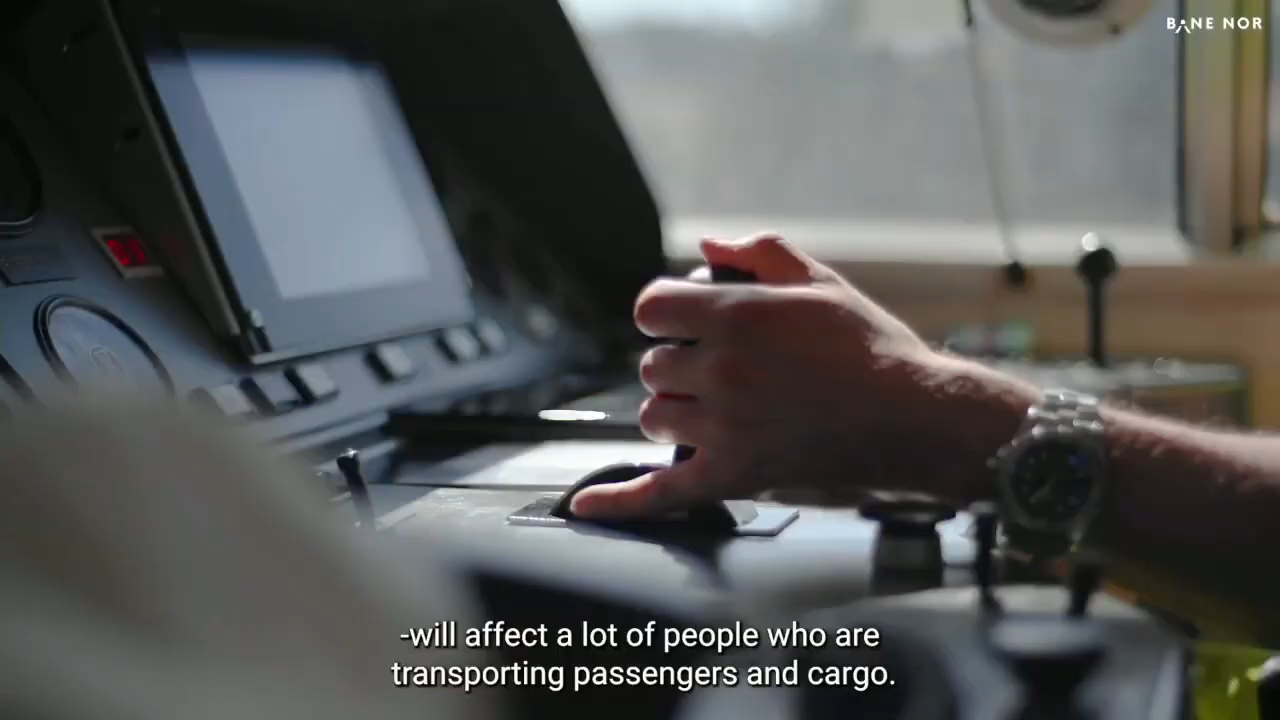 BANE NOR
-will affect a lot of people who are
transporting passengers and cargo.